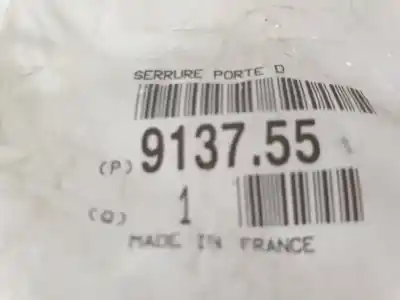 SERRURE PORTE D
(P) 9137.55
(Q) 1
MADE IN FRANCE